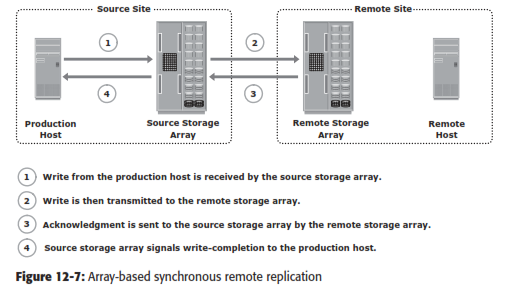 Source Site
Remote Site
1
2
4
3
Production
Host
Source Storage
Array
Remote Storage
Array
Remote
Host
1 Write from the production host is received by the source storage array.
2 Write is then transmitted to the remote storage array.
3 Acknowledgment is sent to the source storage array by the remote storage array.
4 Source storage array signals write-completion to the production host.
Figure 12-7: Array-based synchronous remote replication